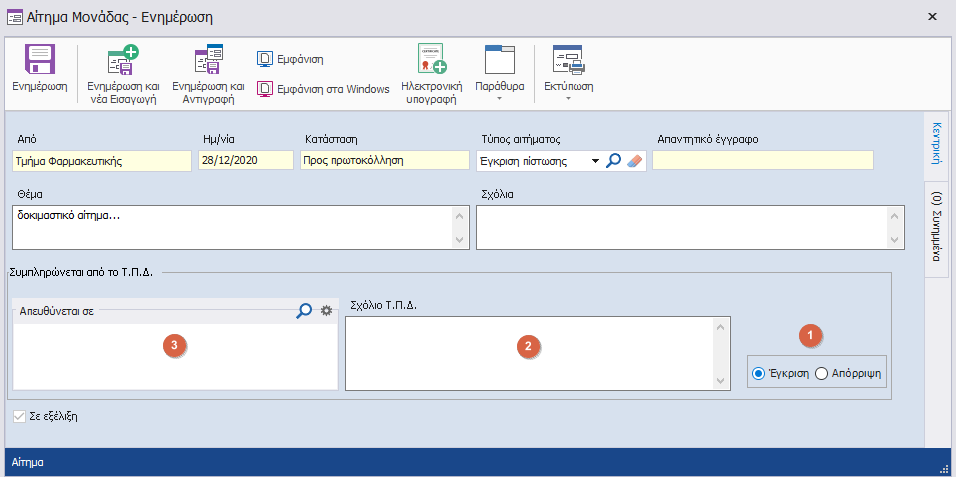 Αίτημα Μονάδας - Ενημέρωση
Ενημέρωση
Ενημέρωση και νέα Εισαγωγή
Ενημέρωση και Αντιγραφή
Εμφάνιση
Εμφάνιση στα Windows
Ηλεκτρονική υπογραφή
Παράθυρα
Εκτύπωση
Από
Ημ/νία
Κατάσταση
Τύπος αιτήματος
Απαντητικό έγγραφο
Τμήμα Φαρμακευτικής
28/12/2020
Προς πρωτοκόλληση
Έγκριση πίστωσης
Θέμα
Σχόλια
δοκιμαστικό αίτημα...
Συμπληρώνεται από το Τ.Π.Δ.
Απευθύνεται σε
Σχόλιο Τ.Π.Δ.
3
2
1
Έγκριση
Απόρριψη
Σε εξέλιξη
Αίτημα
Κεντρική
(0) Συνημμένα